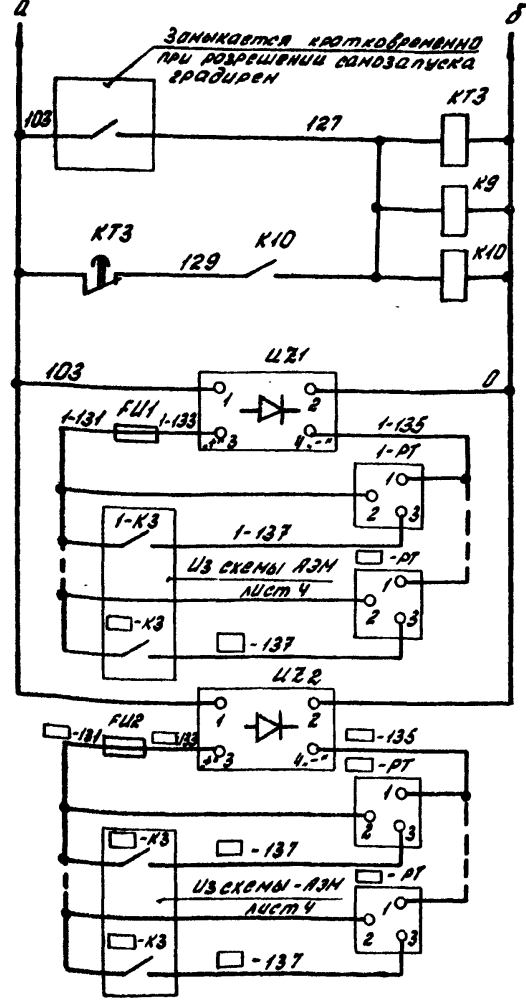 а б
Замыкается кратковременно
при разрешении самозапуска
градирен
КТ3
103 127
К9
КТ3 К10 К10
129
UZ1
103 0
1 2
1-131 FU1 1-133 "+" 3 4 "-" 1-135
1-РТ
1
2 3
1-К3 1-137
-РТ
Из схемы АЭМ
лист 4
1
2 3
-К3 -137
UZ2
1 2
-131 FU2 -133 "+" 3 4 "-" -135
-РТ
1
2 3
-К3 -137
-РТ
Из схемы-АЭМ
лист 4
1
2 3
-К3 -137